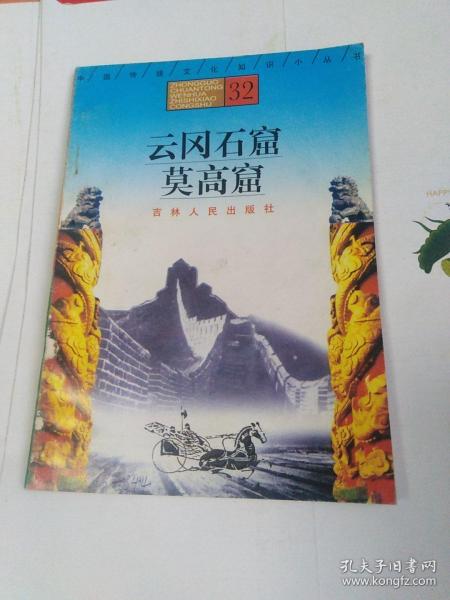 中国传统文化知识小丛书
ZHONGGUO
CHUANTONG
WENHUA
ZHISHIXIAO
CONGSHU
32
云冈石窟
莫高窟
吉林人民出版社
HAPP
孔夫子旧书网
www.kongfz.com